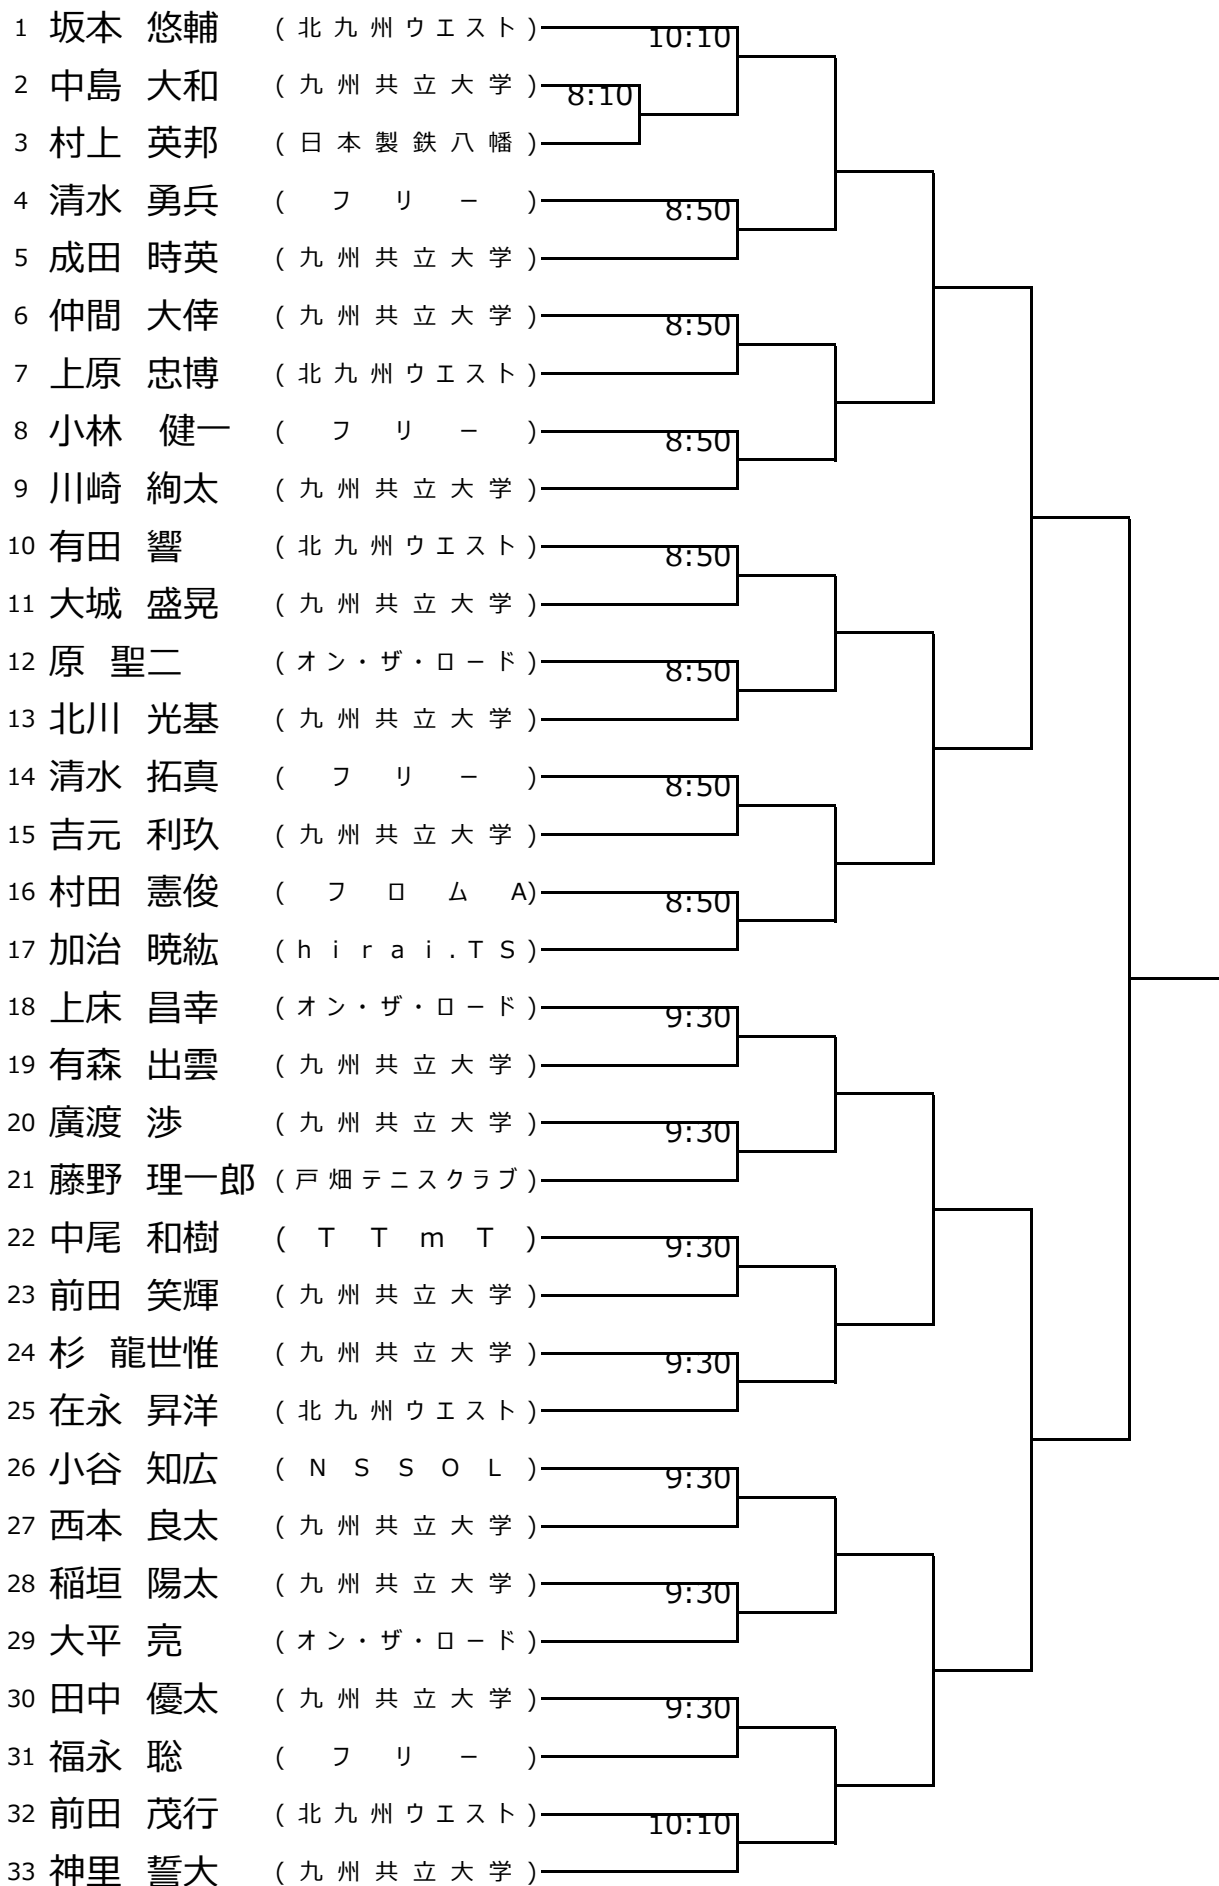 1 坂本 悠輔 (北九州ウエスト) 10:10
2 中島 大和 (九州共立大学) 8:10
3 村上 英邦 (日本製鉄八幡)
4 清水 勇兵 (フリー) 8:50
5 成田 時英 (九州共立大学)
6 仲間 大倖 (九州共立大学) 8:50
7 上原 忠博 (北九州ウエスト)
8 小林 健一 (フリー) 8:50
9 川崎 絢太 (九州共立大学)
10 有田 響 (北九州ウエスト) 8:50
11 大城 盛晃 (九州共立大学)
12 原 聖二 (オン・ザ・ロード) 8:50
13 北川 光基 (九州共立大学)
14 清水 拓真 (フリー) 8:50
15 吉元 利玖 (九州共立大学)
16 村田 憲俊 (フロムA) 8:50
17 加治 暁紘 (hirai.TS)
18 上床 昌幸 (オン・ザ・ロード) 9:30
19 有森 出雲 (九州共立大学)
20 廣渡 渉 (九州共立大学) 9:30
21 藤野 理一郎 (戸畑テニスクラブ)
22 中尾 和樹 (TTmT) 9:30
23 前田 笑輝 (九州共立大学)
24 杉 龍世惟 (九州共立大学) 9:30
25 在永 昇洋 (北九州ウエスト)
26 小谷 知広 (NSSOL) 9:30
27 西本 良太 (九州共立大学)
28 稲垣 陽太 (九州共立大学) 9:30
29 大平 亮 (オン・ザ・ロード)
30 田中 優太 (九州共立大学) 9:30
31 福永 聡 (フリー)
32 前田 茂行 (北九州ウエスト) 10:10
33 神里 誓大 (九州共立大学)